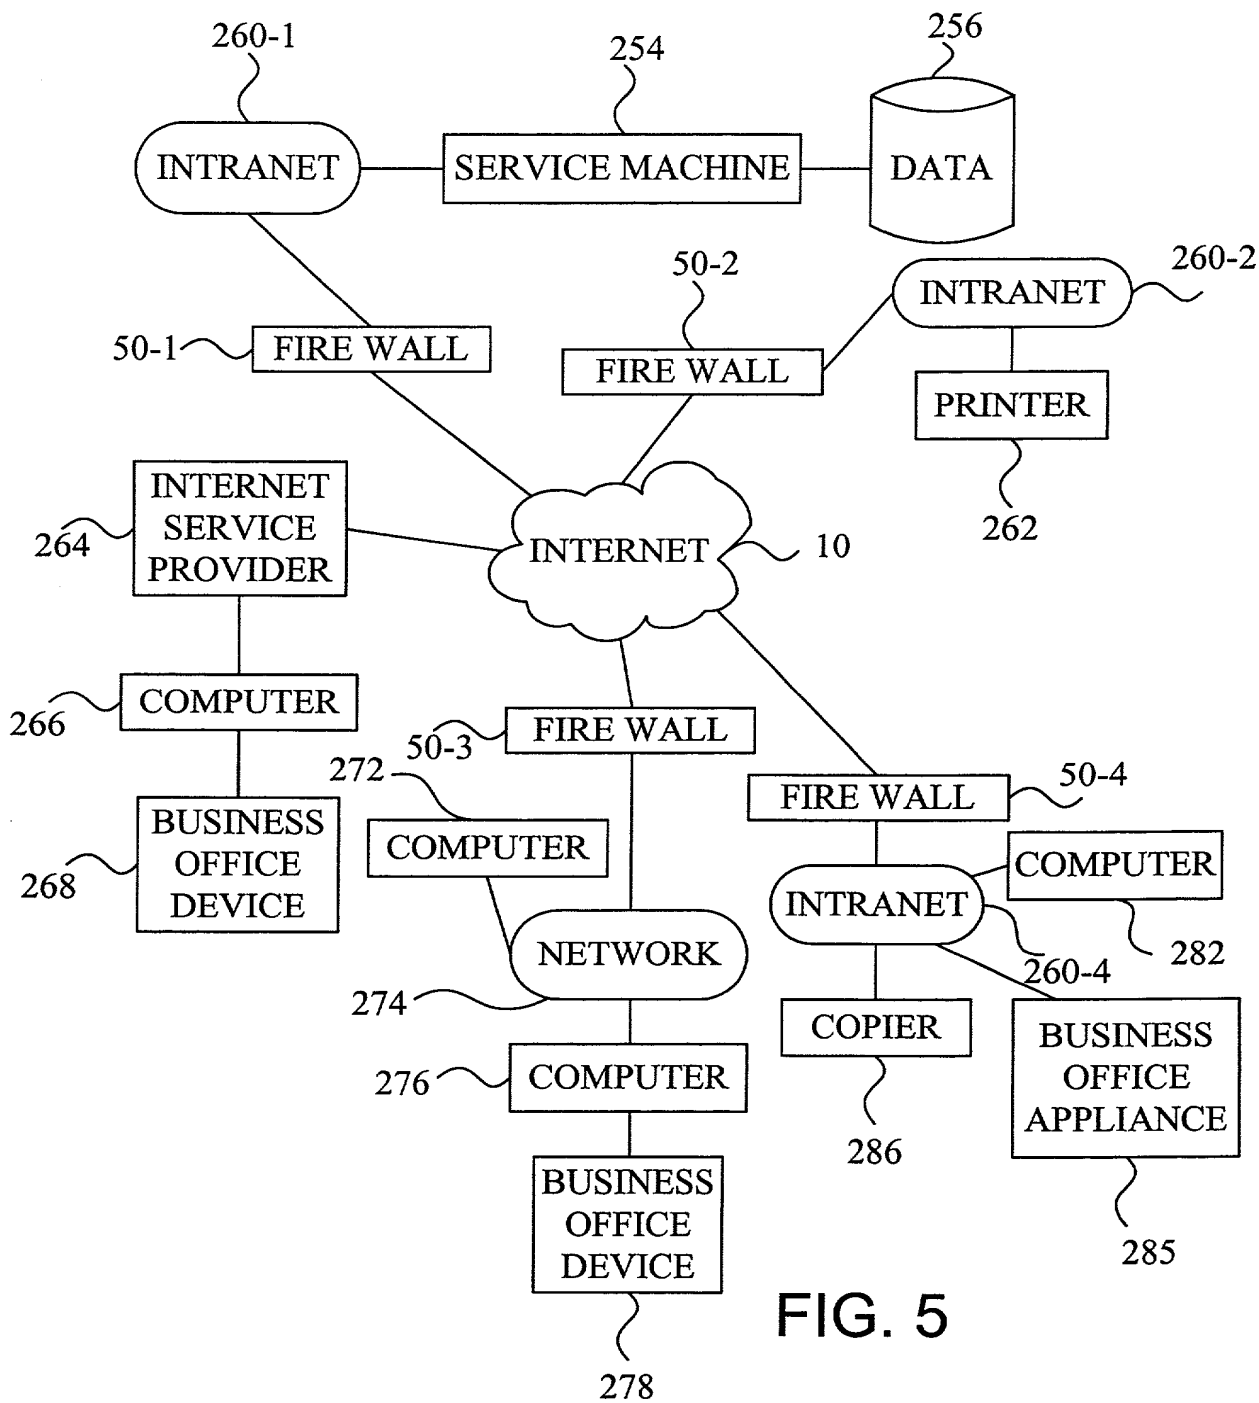 260-1
254
256
INTRANET
SERVICE MACHINE
DATA
50-2
260-2
INTRANET
50-1
FIRE WALL
FIRE WALL
PRINTER
262
264
INTERNET
SERVICE
PROVIDER
INTERNET
10
266
COMPUTER
50-3
FIRE WALL
272
50-4
FIRE WALL
268
BUSINESS
OFFICE
DEVICE
COMPUTER
COMPUTER
282
INTRANET
260-4
NETWORK
274
COPIER
286
BUSINESS
OFFICE
APPLIANCE
285
276
COMPUTER
BUSINESS
OFFICE
DEVICE
278
FIG. 5